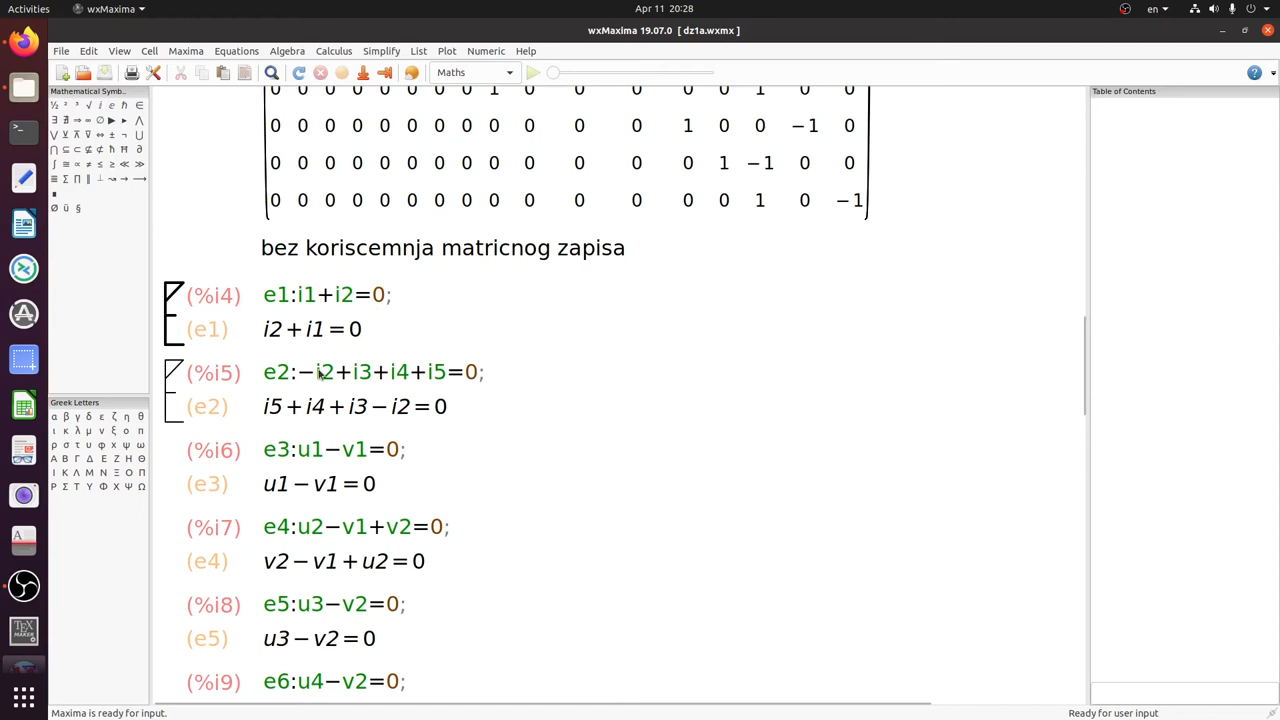 Activities
wxMaxima
Apr 11 20:28
en
wxMaxima 19.07.0 [ dz1a.wxmx ]
File Edit View Cell Maxima Equations Algebra Calculus Simplify List Plot Numeric Help
Maths
Mathematical Symb..
Table of Contents
0 0 0 0 0 0 0 0 1 0 0 0 0 0 1 0 0
0 0 0 0 0 0 0 0 0 0 0 0 1 0 0 −1 0
0 0 0 0 0 0 0 0 0 0 0 0 0 1 −1 0 0
0 0 0 0 0 0 0 0 0 0 0 0 0 0 1 0 −1
bez koriscemnja matricnog zapisa
(%i4) e1:i1+i2=0;
(e1) i2+i1=0
(%i5) e2:−i2+i3+i4+i5=0;
(e2) i5+i4+i3−i2=0
(%i6) e3:u1−v1=0;
(e3) u1−v1=0
(%i7) e4:u2−v1+v2=0;
(e4) v2−v1+u2=0
(%i8) e5:u3−v2=0;
(e5) u3−v2=0
(%i9) e6:u4−v2=0;
Greek Letters
α β γ δ ε ζ η θ
ι κ λ μ ν ξ ο π
ρ σ τ υ φ χ ψ ω
Α Β Γ Δ Ε Ζ Η Θ
Ι Κ Λ Μ Ν Ξ Ο Π
Ρ Σ Τ Υ Φ Χ Ψ Ω
Maxima is ready for input.
Ready for user input